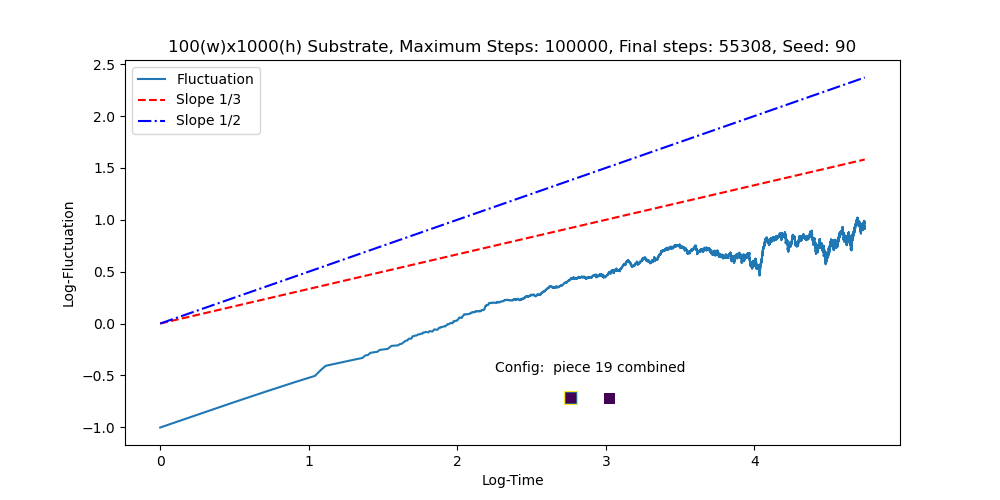 100(w)x1000(h) Substrate, Maximum Steps: 100000, Final steps: 55308, Seed: 90
Fluctuation
Slope 1/3
Slope 1/2
2.5
2.0
1.5
1.0
0.5
0.0
−0.5
−1.0
Log-Fluctuation
Config:  piece 19 combined
0
1
2
3
4
Log-Time